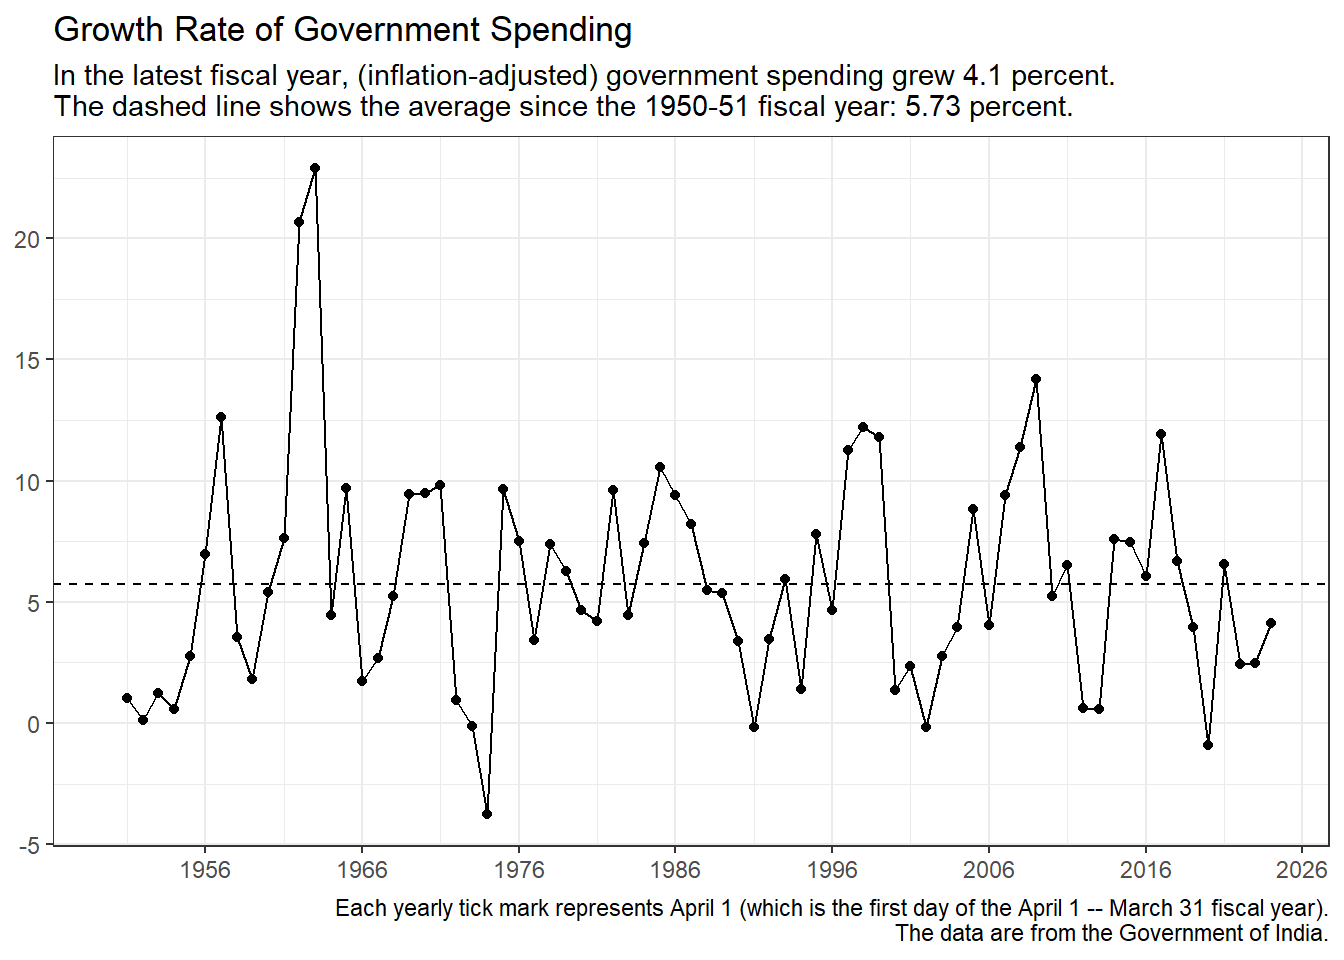 Growth Rate of Government Spending
In the latest fiscal year, (inflation-adjusted) government spending grew 4.1 percent.
The dashed line shows the average since the 1950-51 fiscal year: 5.73 percent.
20
15
10
5
0
-5
1956 1966 1976 1986 1996 2006 2016 2026
Each yearly tick mark represents April 1 (which is the first day of the April 1 -- March 31 fiscal year).
The data are from the Government of India.